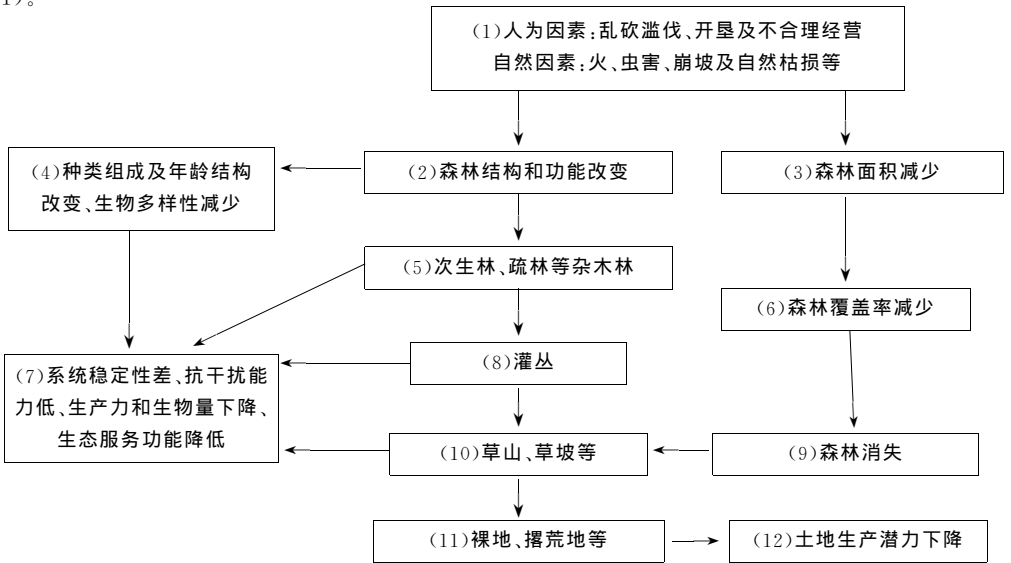 1)。
(1)人为因素:乱砍滥伐、开垦及不合理经营
自然因素:火、虫害、崩坡及自然枯损等
(4)种类组成及年龄结构
改变、生物多样性减少
(2)森林结构和功能改变
(3)森林面积减少
(5)次生林、疏林等杂木林
(6)森林覆盖率减少
(7)系统稳定性差、抗干扰能
力低、生产力和生物量下降、
生态服务功能降低
(8)灌丛
(10)草山、草坡等
(9)森林消失
(11)裸地、撂荒地等
(12)土地生产潜力下降